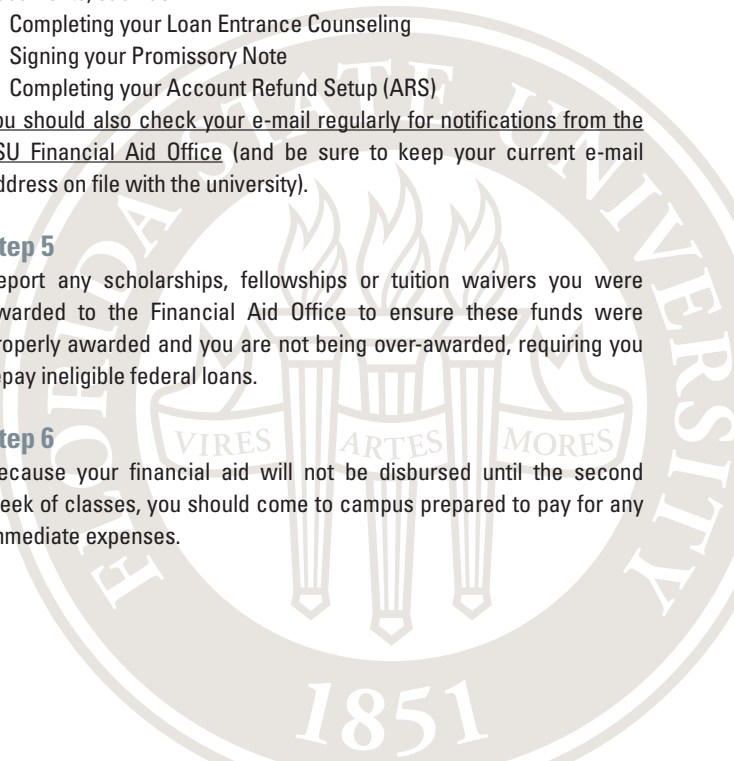 Completing your Loan Entrance Counseling
Signing your Promissory Note
Completing your Account Refund Setup (ARS)
ou should also check your e-mail regularly for notifications from the
SU Financial Aid Office (and be sure to keep your current e-mail
ddress on file with the university).
tep 5
eport any scholarships, fellowships or tuition waivers you were
warded to the Financial Aid Office to ensure these funds were
roperly awarded and you are not being over-awarded, requiring you
epay ineligible federal loans.
tep 6
ecause your financial aid will not be disbursed until the second
eek of classes, you should come to campus prepared to pay for any
mmediate expenses.
FLORIDA STATE UNIVERSITY
VIRES ARTES MORES
1851